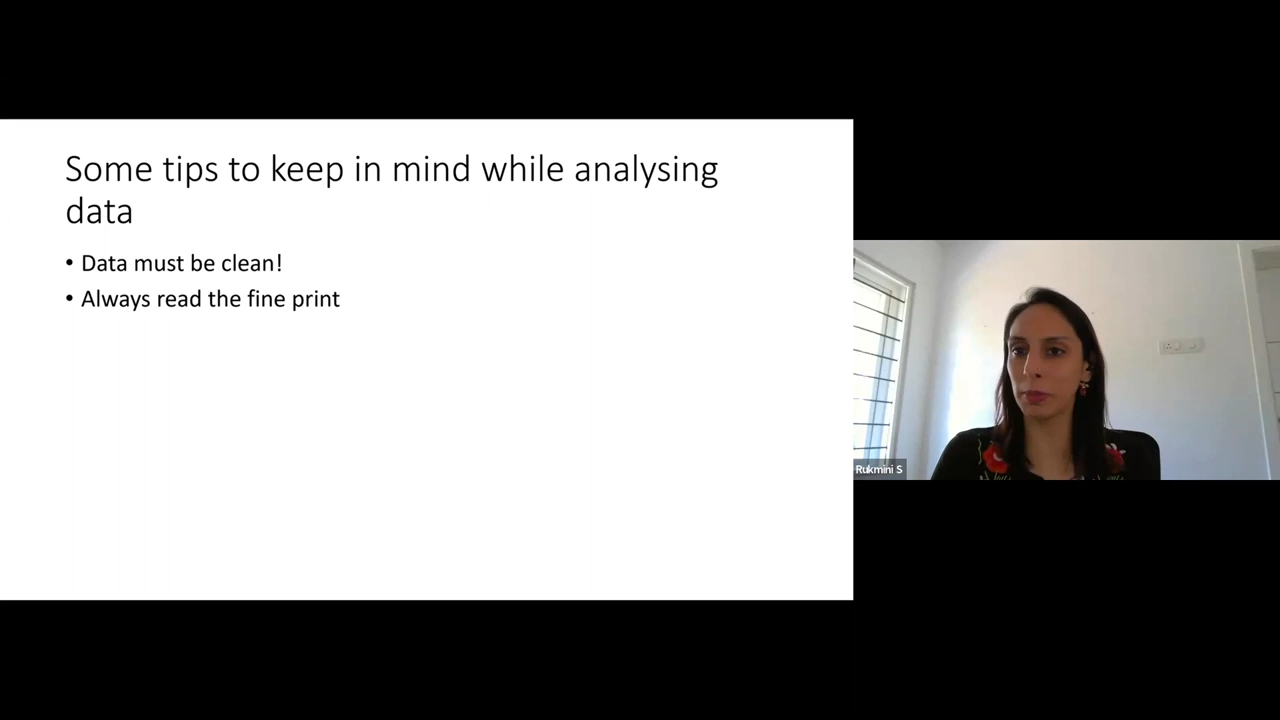 Some tips to keep in mind while analysing
data
• Data must be clean!
• Always read the fine print
Rukmini S